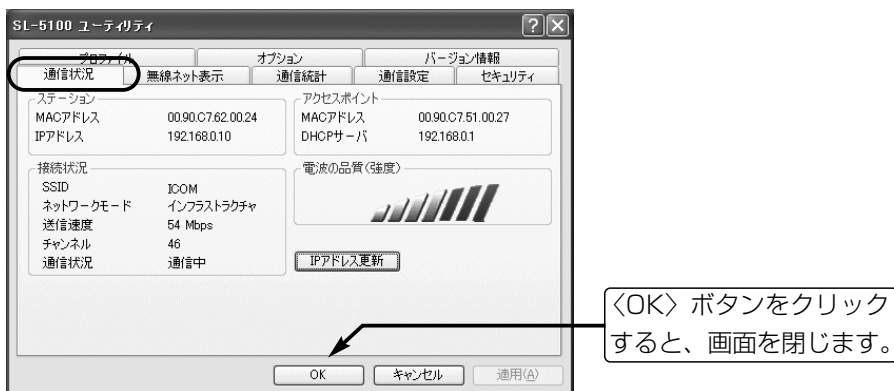 SL-5100 ユーティリティ
プロファイル オプション バージョン情報
通信状況 無線ネット表示 通信統計 通信設定 セキュリティ
ステーション
MACアドレス 00.90.C7.62.00.24
IPアドレス 192.168.0.10
アクセスポイント
MACアドレス 00.90.C7.51.00.27
DHCPサーバ 192.168.0.1
接続状況
SSID ICOM
ネットワークモード インフラストラクチャ
送信速度 54 Mbps
チャンネル 46
通信状況 通信中
電波の品質(強度)
IPアドレス更新
〈OK〉ボタンをクリック
すると、画面を閉じます。
OK キャンセル 適用(A)